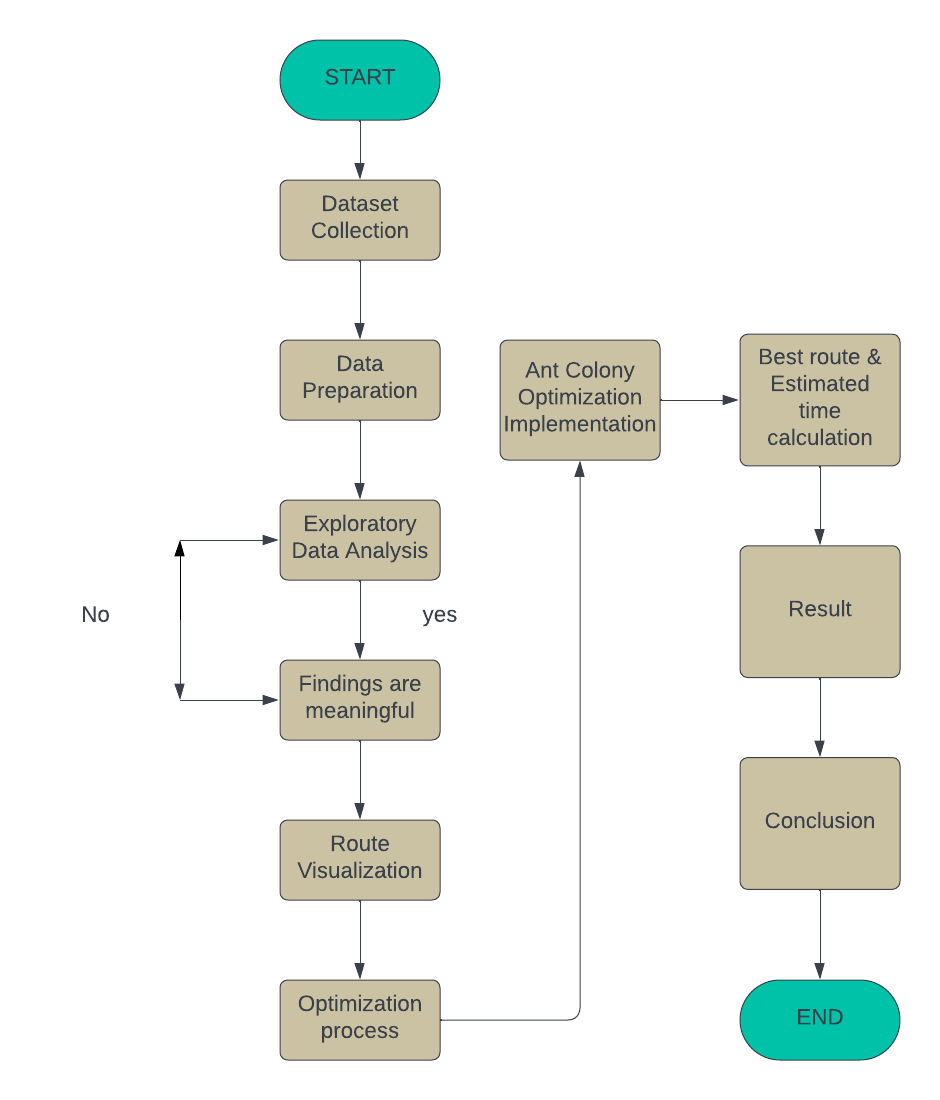 START
Dataset
Collection
Data
Preparation
Exploratory
Data Analysis
No
yes
Findings are
meaningful
Route
Visualization
Optimization
process
Ant Colony
Optimization
Implementation
Best route &
Estimated
time
calculation
Result
Conclusion
END